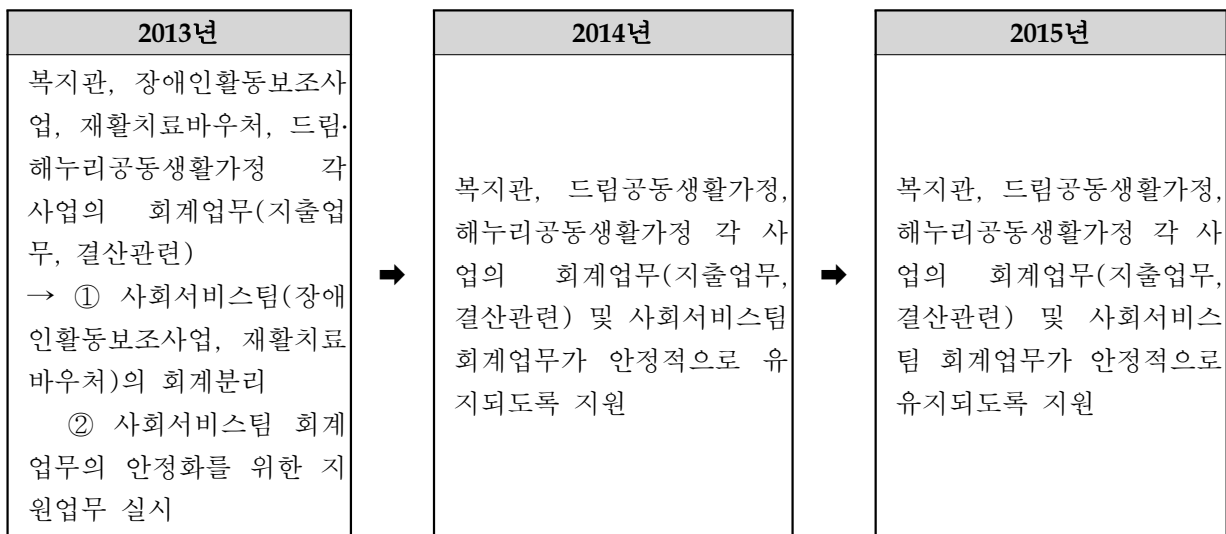 2013년
복지관, 장애인활동보조사
업, 재활치료바우처, 드림·
해누리공동생활가정 각
사업의 회계업무(지출업
무, 결산관련)
→ ① 사회서비스팀(장애
인활동보조사업, 재활치료
바우처)의 회계분리
② 사회서비스팀 회계
업무의 안정화를 위한 지
원업무 실시
➡
2014년
복지관, 드림공동생활가정,
해누리공동생활가정 각 사
업의 회계업무(지출업무,
결산관련) 및 사회서비스팀
회계업무가 안정적으로 유
지되도록 지원
➡
2015년
복지관, 드림공동생활가정,
해누리공동생활가정 각 사
업의 회계업무(지출업무,
결산관련) 및 사회서비스
팀 회계업무가 안정적으로
유지되도록 지원